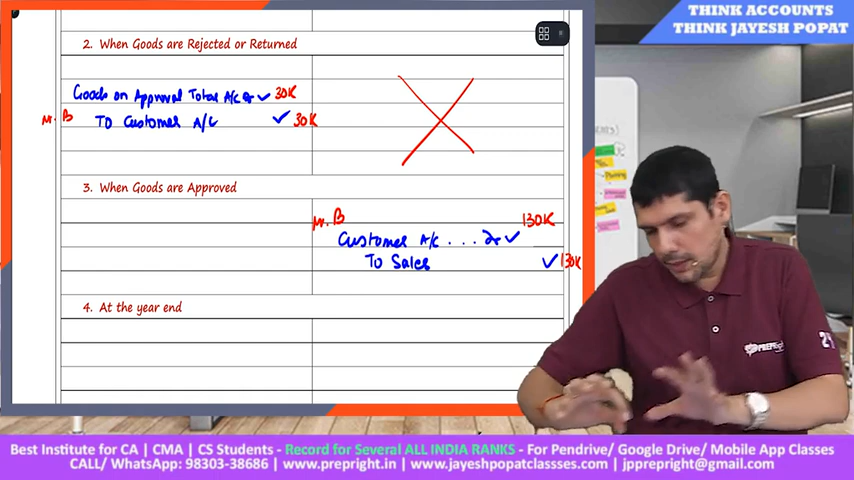 THINK ACCOUNTS
THINK JAYESH POPAT
2. When Goods are Rejected or Returned
Goods on Approval Total A/c Dr ✓ 30K
Mr. B To Customer A/c ✓ 30K
3. When Goods are Approved
Mr. B 130K
Customer A/c . . . Dr ✓
To Sales ✓ 130K
4. At the year end
PREPRIGHT
Best Institute for CA | CMA | CS Students - Record for Several ALL INDIA RANKS - For Pendrive/ Google Drive/ Mobile App Classes
CALL/ WhatsApp: 98303-38686 | www.prepright.in | www.jayeshpopatclassses.com | jpprepright@gmail.com